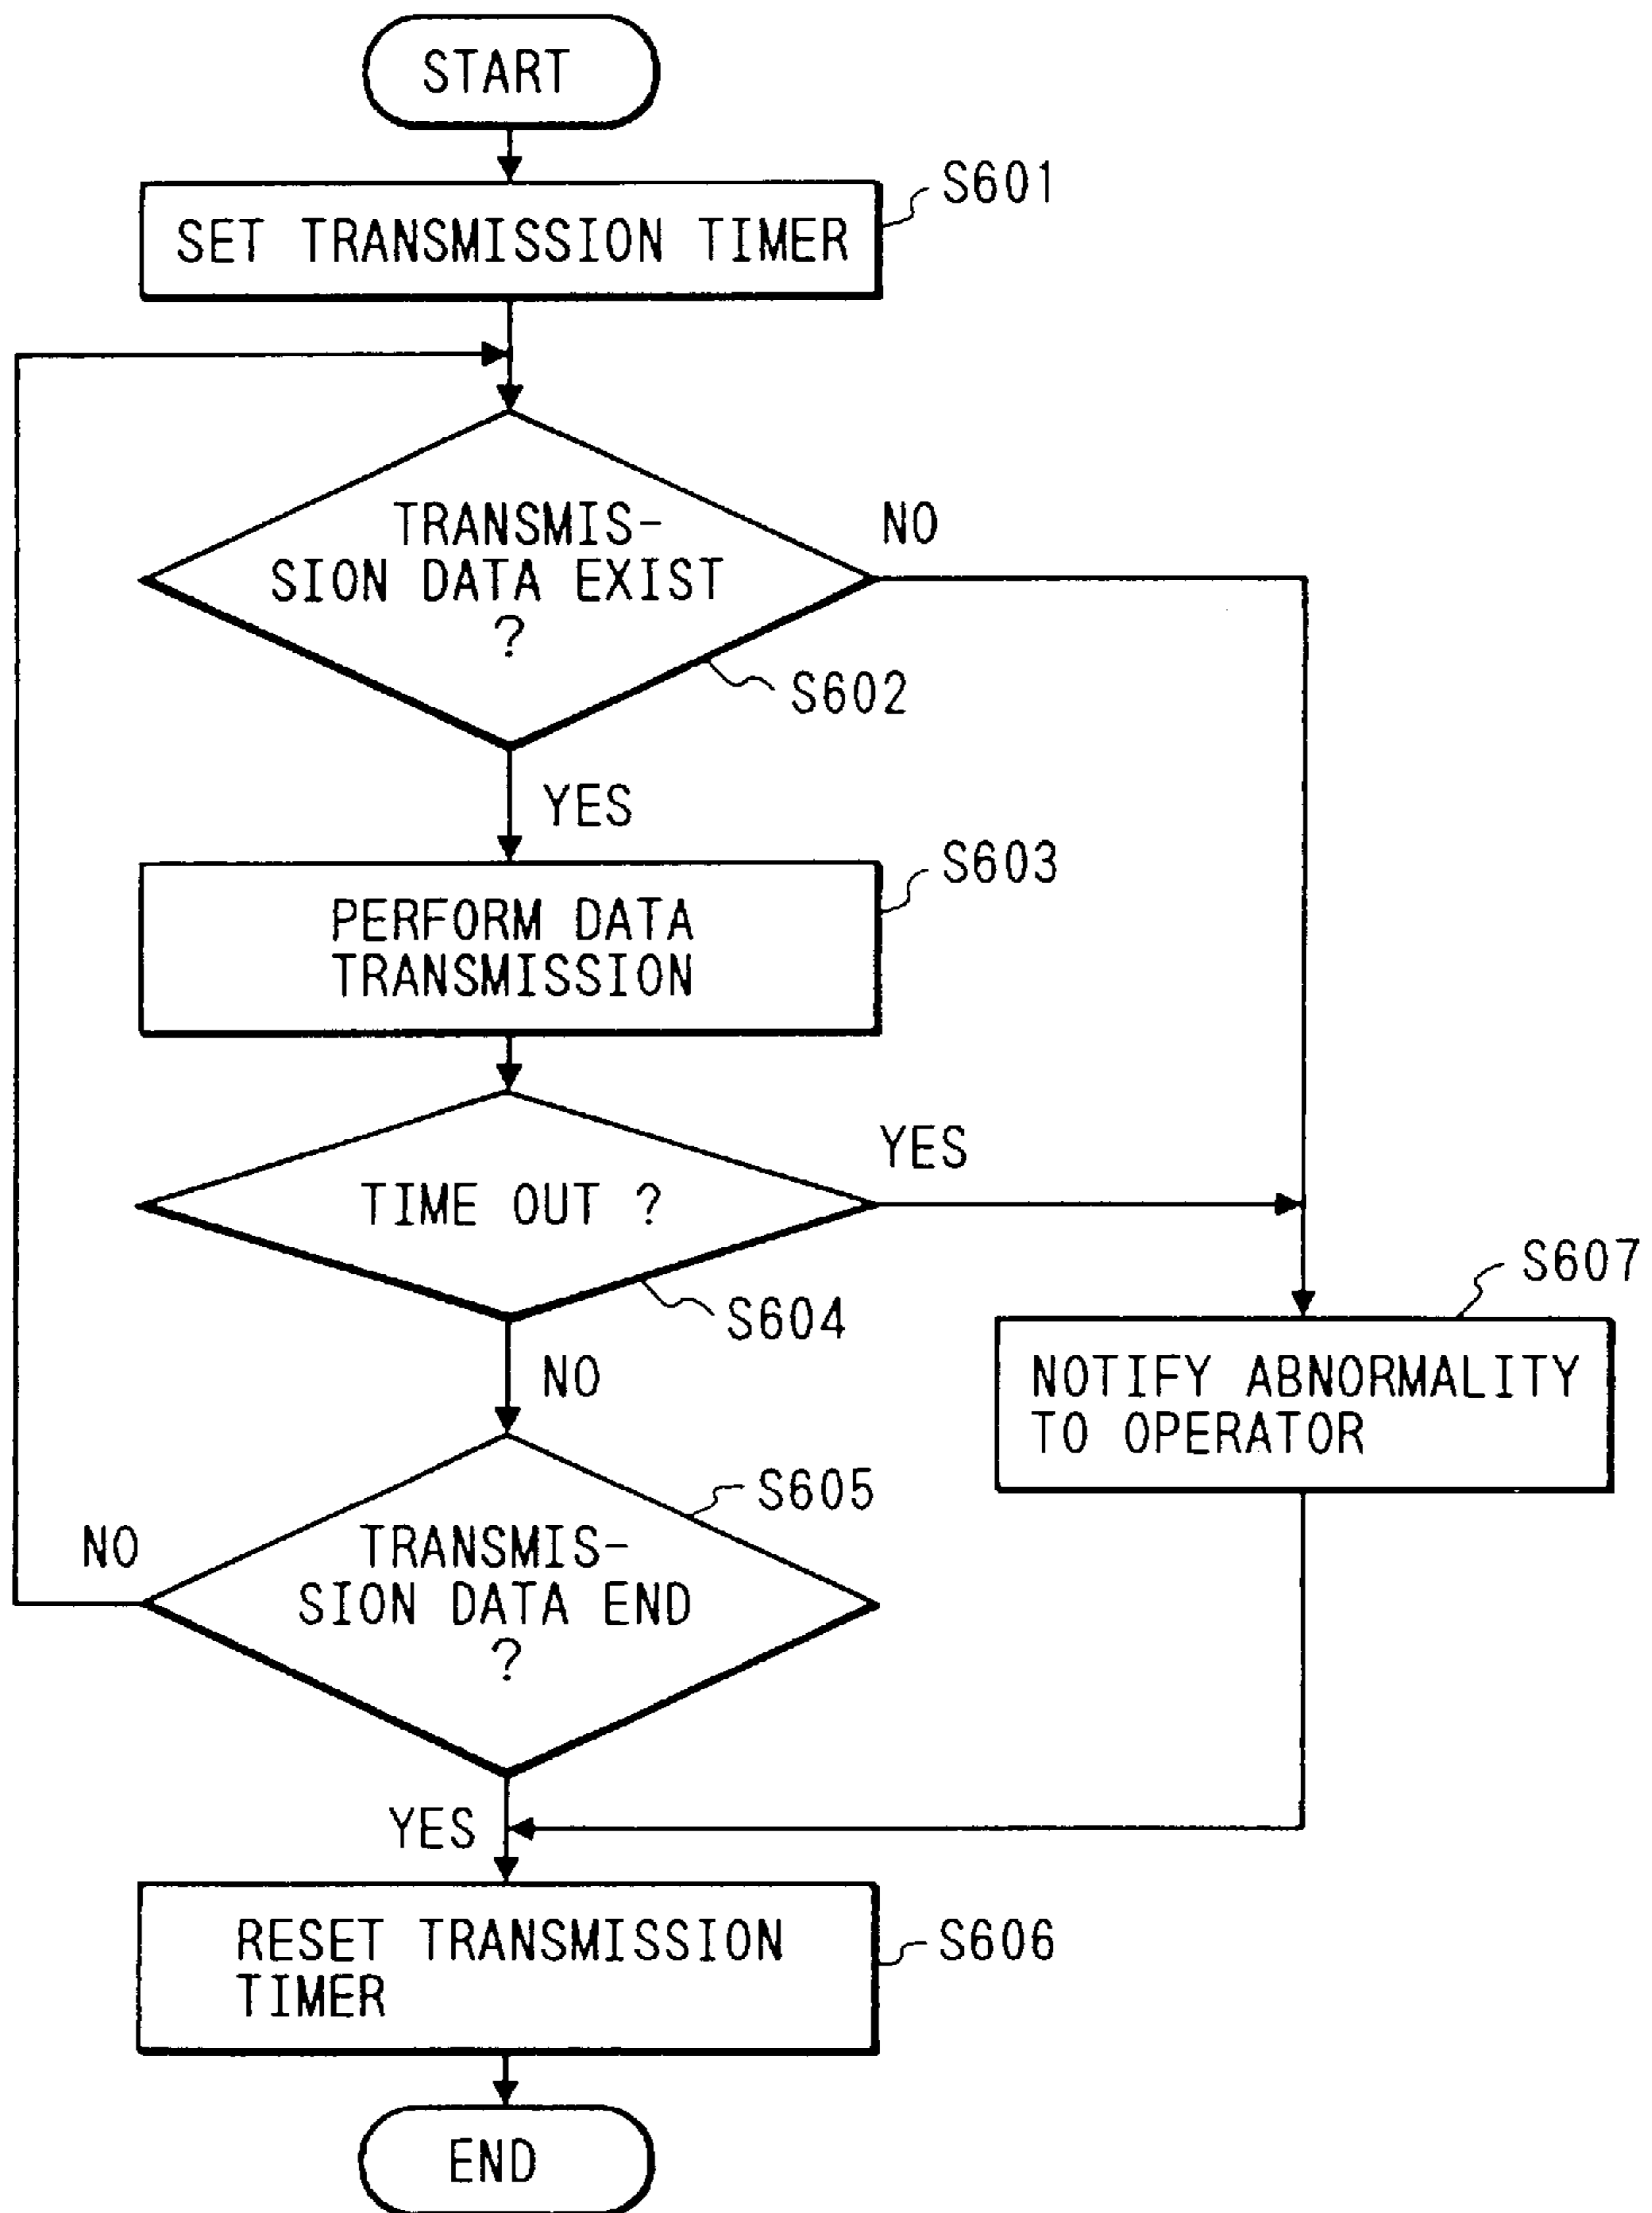 START
S601
SET TRANSMISSION TIMER
TRANSMIS-
SION DATA EXIST
?
NO
S602
YES
S603
PERFORM DATA
TRANSMISSION
TIME OUT ?
YES
S604
NO
S607
NOTIFY ABNORMALITY
TO OPERATOR
S605
TRANSMIS-
SION DATA END
?
NO
YES
RESET TRANSMISSION
TIMER
S606
END